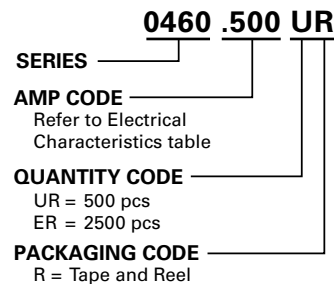 0460 .500 UR
SERIES
AMP CODE
Refer to Electrical
Characteristics table
QUANTITY CODE
UR = 500 pcs
ER = 2500 pcs
PACKAGING CODE
R = Tape and Reel